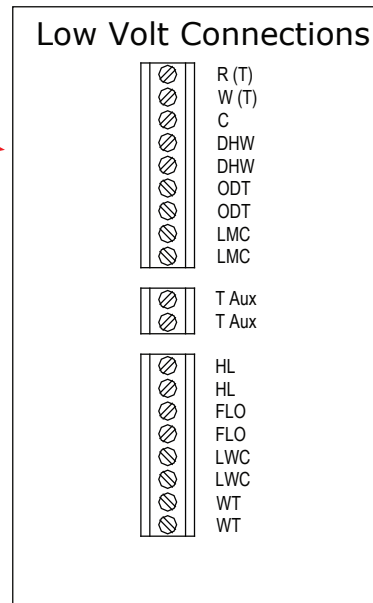 Low Volt Connections
R (T)
W (T)
C
DHW
DHW
ODT
ODT
LMC
LMC
T Aux
T Aux
HL
HL
FLO
FLO
LWC
LWC
WT
WT